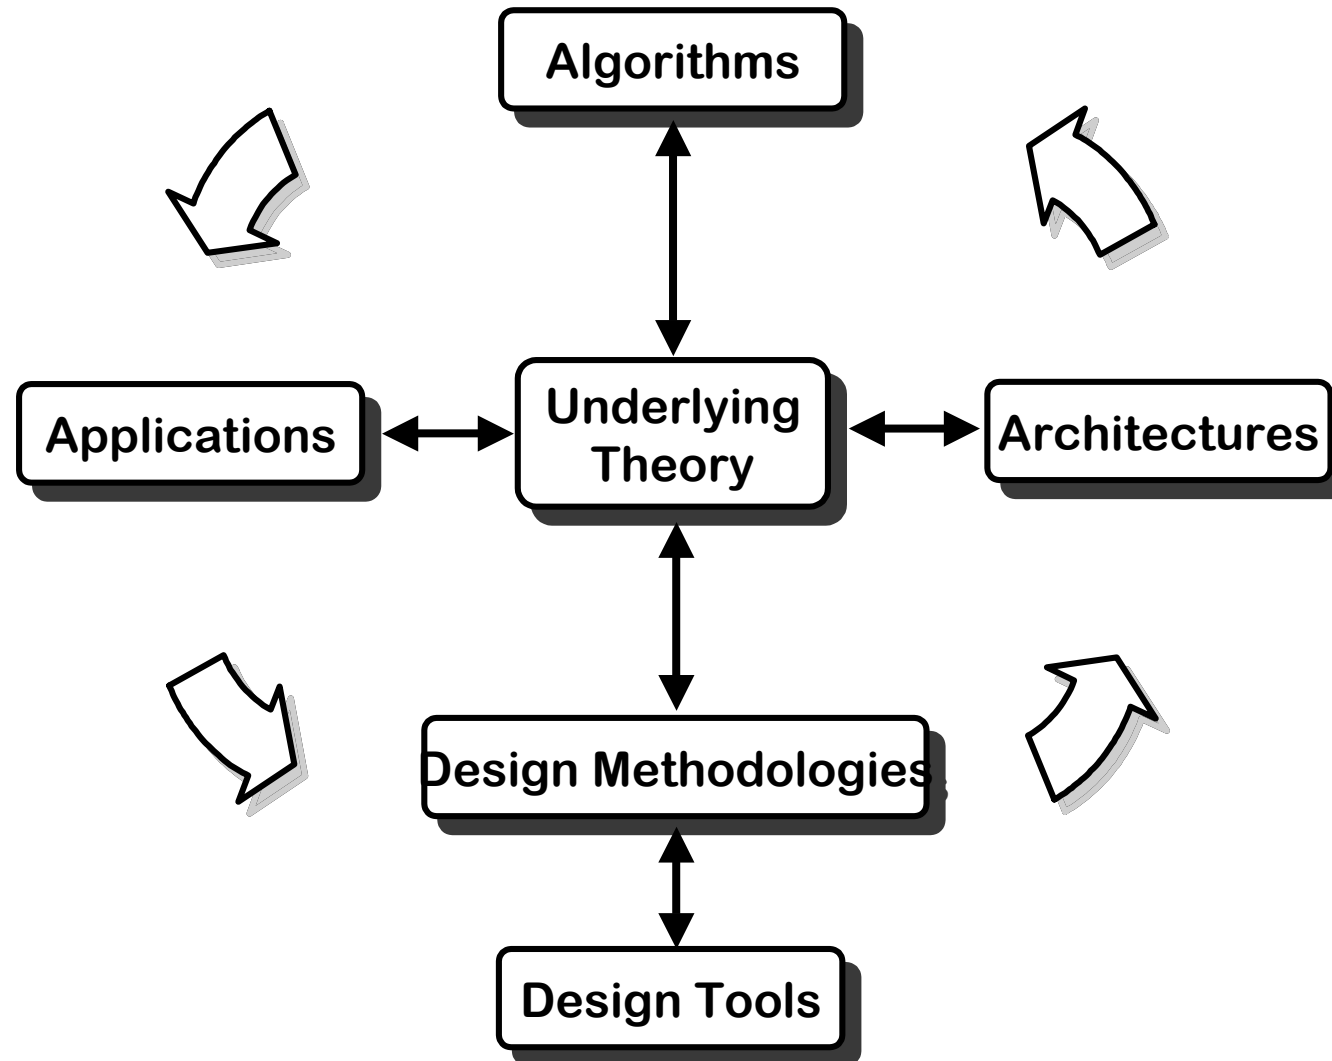 Algorithms
Applications
Underlying
Theory
Architectures
Design Methodologies
Design Tools